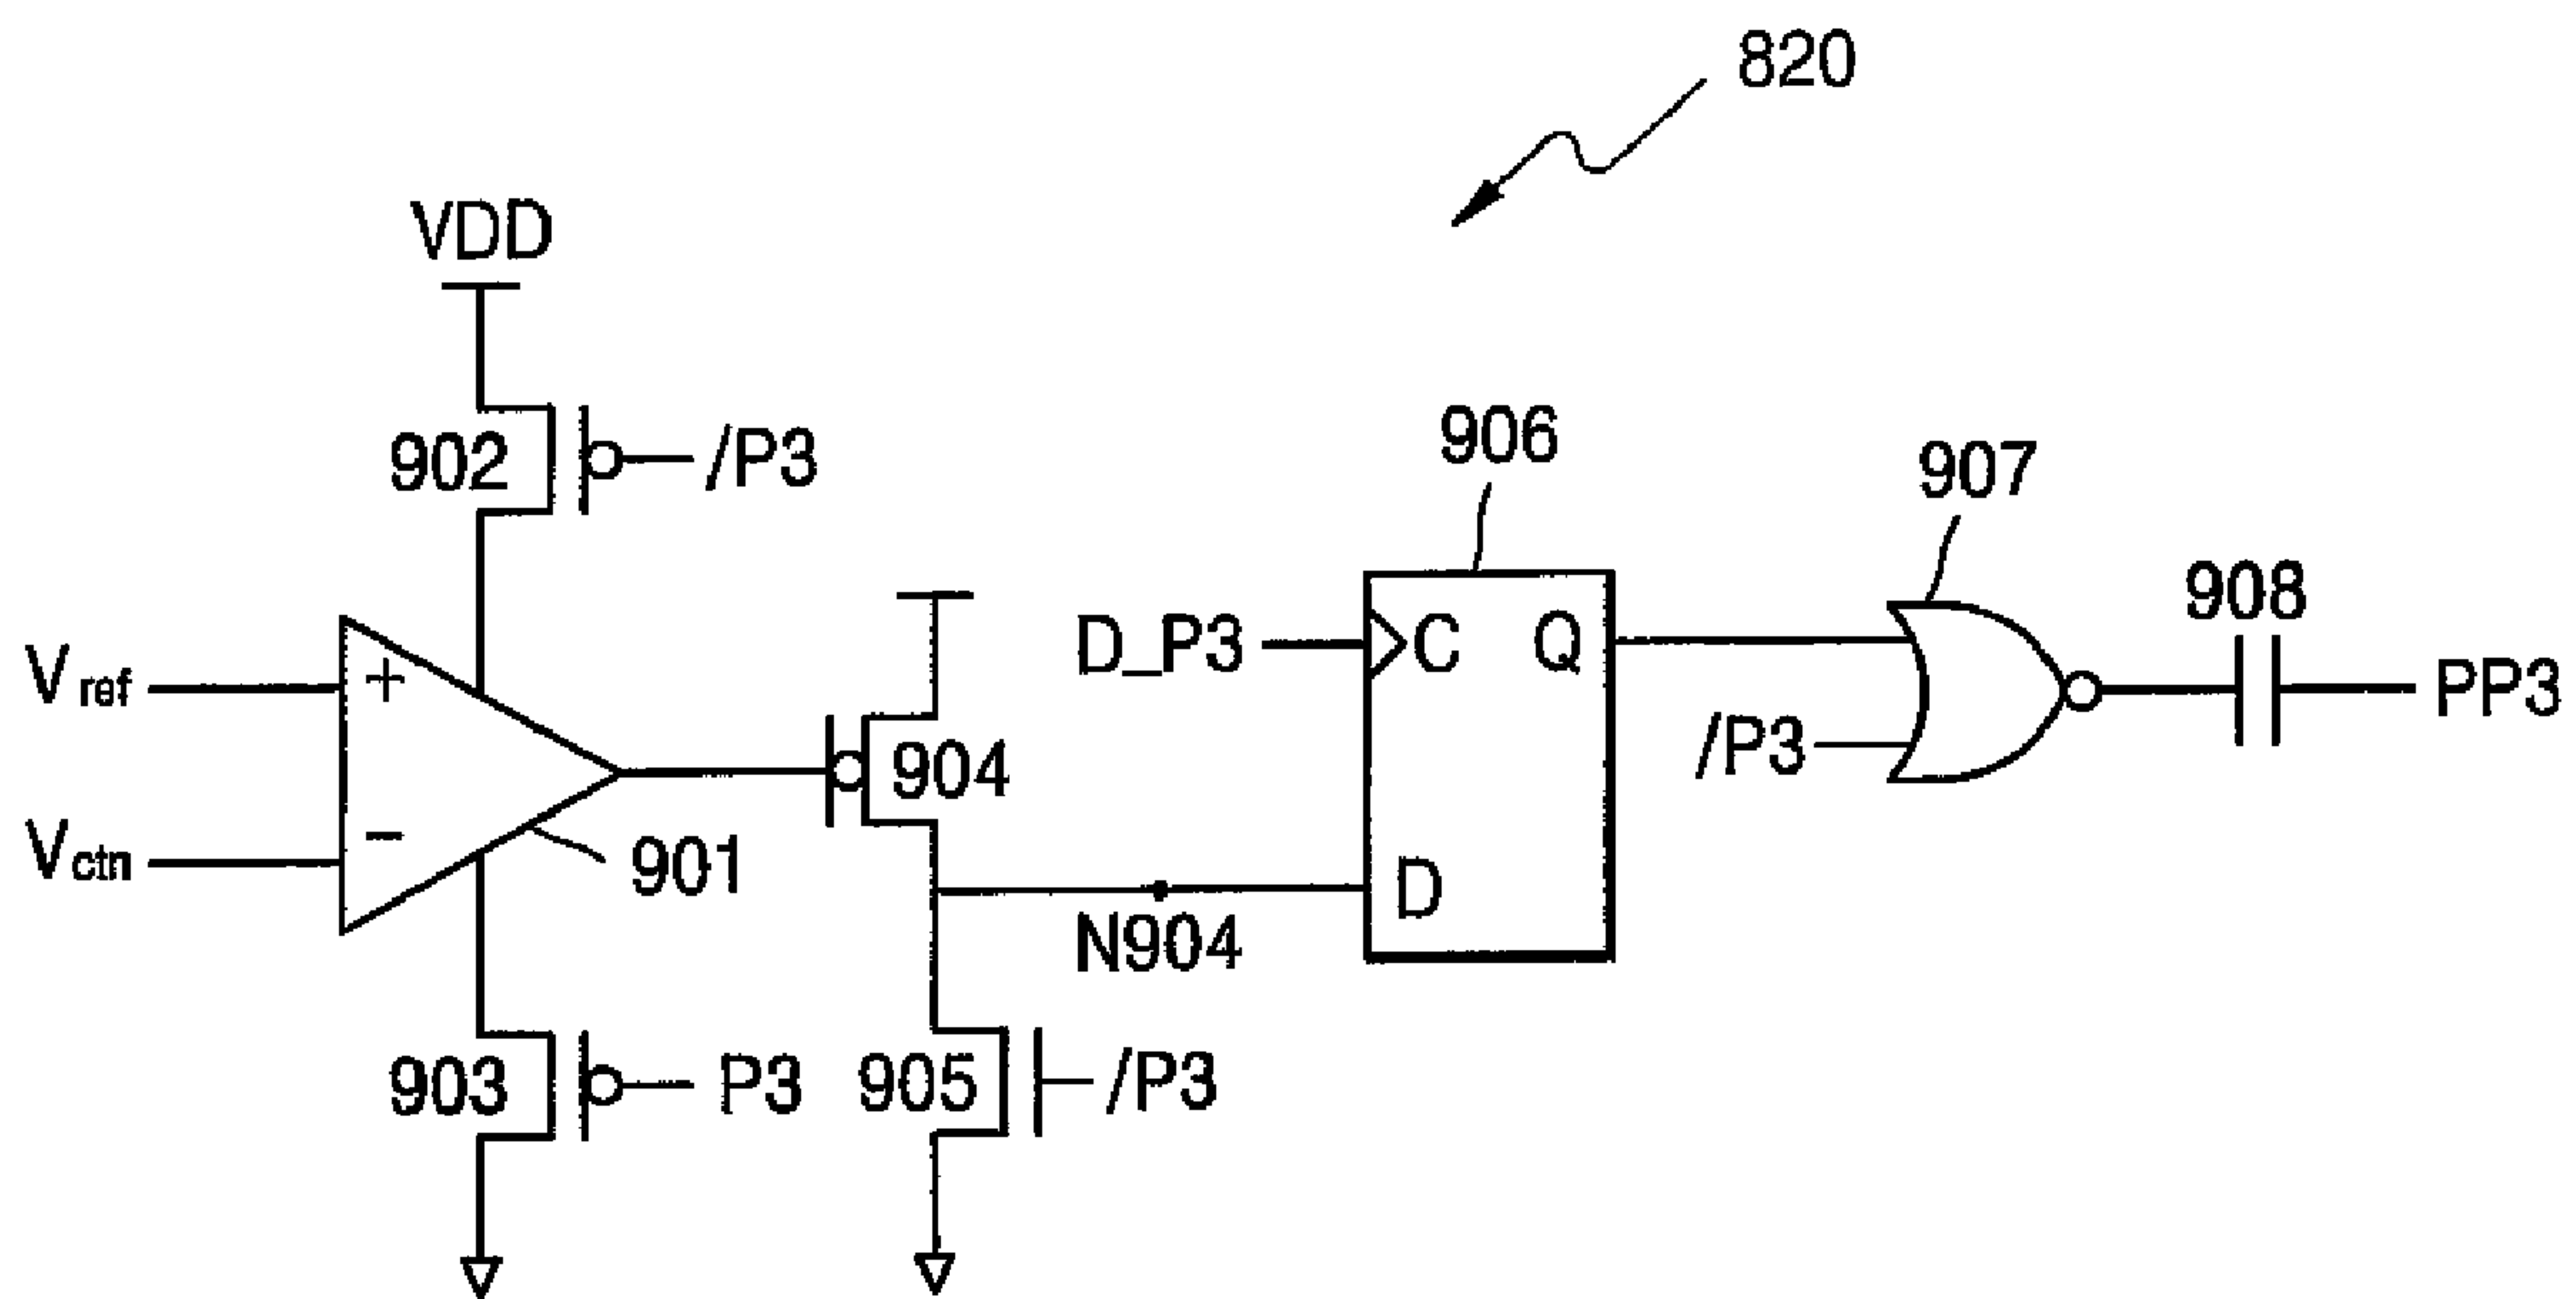 820
VDD
902
/P3
906
907
908
Vref
+
904
D_P3
C
Q
PP3
/P3
Vctn
−
901
D
N904
903
P3
905
/P3